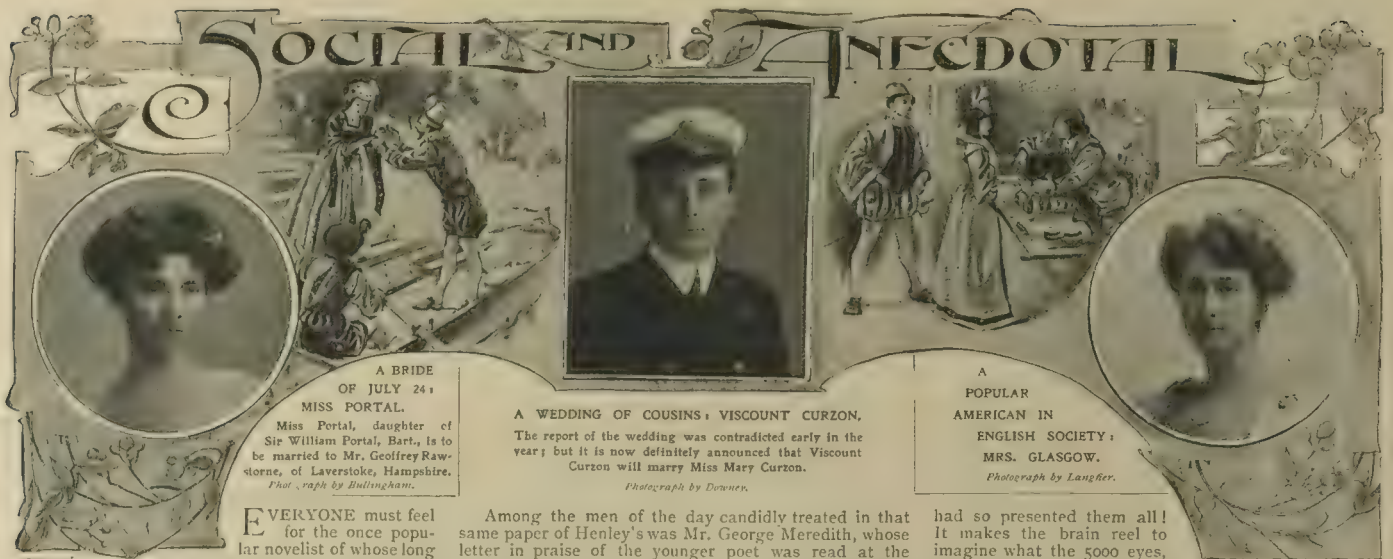 SOCIAL AND ANECDOTAL
A BRIDE
OF JULY 24:
MISS PORTAL.
Miss Portal, daughter of
Sir William Portal, Bart., is to
be married to Mr. Geoffrey Raw-
storne, of Laverstoke, Hampshire.
Photograph by Bullingham.
A WEDDING OF COUSINS: VISCOUNT CURZON.
The report of the wedding was contradicted early in the
year; but it is now definitely announced that Viscount
Curzon will marry Miss Mary Curzon.
Photograph by Downey.
A
POPULAR
AMERICAN IN
ENGLISH SOCIETY:
MRS. GLASGOW.
Photograph by Langfier.
EVERYONE must feel
for the once popu-
lar novelist of whose long
Among the men of the day candidly treated in that
same paper of Henley's was Mr. George Meredith, whose
letter in praise of the younger poet was read at the
had so presented them all!
It makes the brain reel to
imagine what the 5000 eyes,